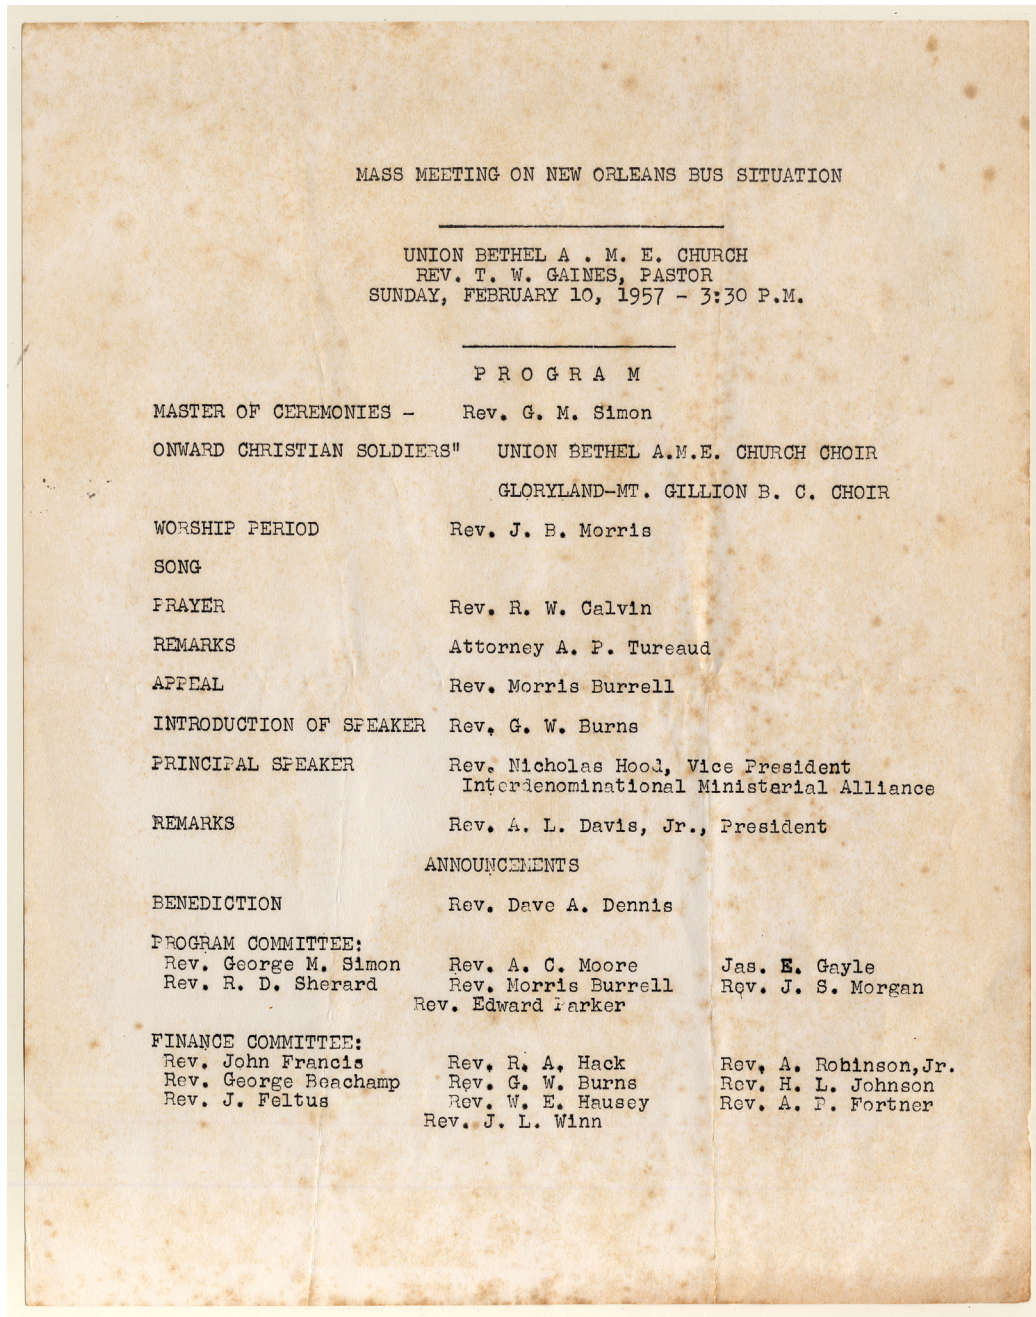 MASS MEETING ON NEW ORLEANS BUS SITUATION
UNION BETHEL A . M. E. CHURCH
REV. T. W. GAINES, PASTOR
SUNDAY, FEBRUARY 10, 1957 - 3:30 P.M.
P R O G R A M
MASTER OF CEREMONIES - Rev. G. M. Simon
ONWARD CHRISTIAN SOLDIERS" UNION BETHEL A.M.E. CHURCH CHOIR
GLORYLAND-MT. GILLION B. C. CHOIR
WORSHIP PERIOD Rev. J. B. Morris
SONG
PRAYER Rev. R. W. Calvin
REMARKS Attorney A. P. Tureaud
APPEAL Rev. Morris Burrell
INTRODUCTION OF SPEAKER Rev. G. W. Burns
PRINCIPAL SPEAKER Rev. Nicholas Hood, Vice President
Interdenominational Ministerial Alliance
REMARKS Rev. A. L. Davis, Jr., President
ANNOUNCEMENTS
BENEDICTION Rev. Dave A. Dennis
PROGRAM COMMITTEE:
Rev. George M. Simon Rev. A. C. Moore Jas. E. Gayle
Rev. R. D. Sherard Rev. Morris Burrell Rev. J. S. Morgan
Rev. Edward Parker
FINANCE COMMITTEE:
Rev. John Francis Rev. R. A. Hack Rev. A. Robinson,Jr.
Rev. George Beachamp Rev. G. W. Burns Rev. H. L. Johnson
Rev. J. Feltus Rev. W. E. Hausey Rev. A. P. Fortner
Rev. J. L. Winn